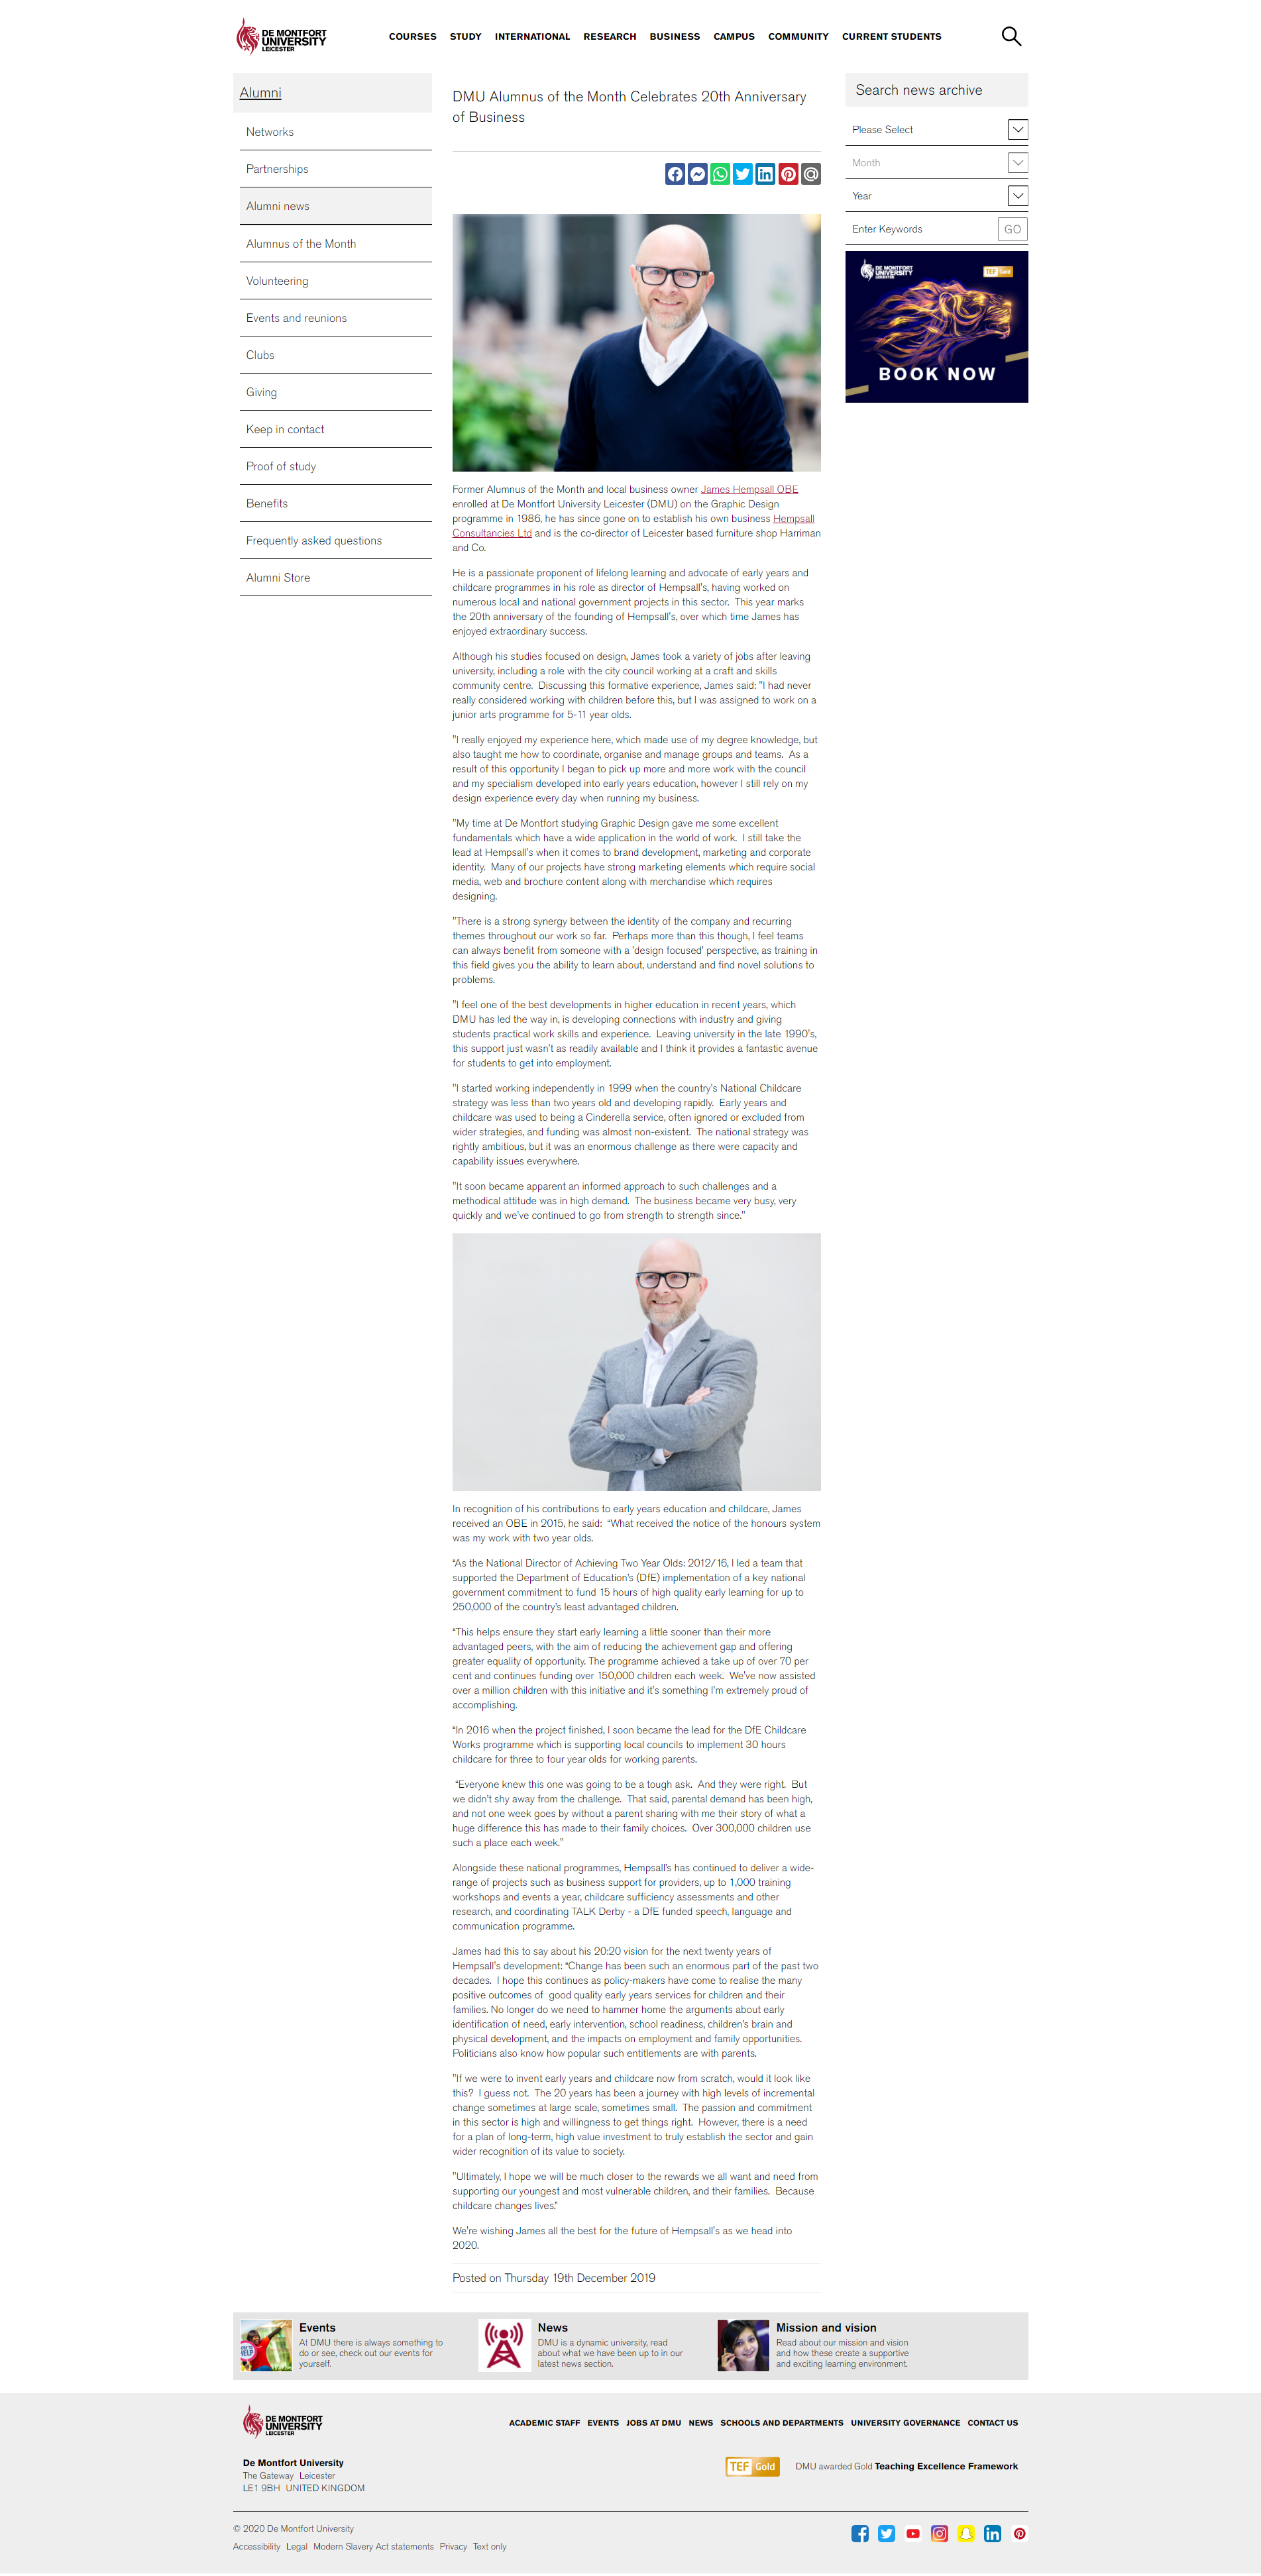 DE MONTFORT
UNIVERSITY
LEICESTER
COURSES STUDY INTERNATIONAL RESEARCH BUSINESS CAMPUS COMMUNITY CURRENT STUDENTS
Alumni
Networks
Partnerships
Alumni news
Alumnus of the Month
Volunteering
Events and reunions
Clubs
Giving
Keep in contact
Proof of study
Benefits
Frequently asked questions
Alumni Store
DMU Alumnus of the Month Celebrates 20th Anniversary
of Business
Former Alumnus of the Month and local business owner James Hempsall OBE
enrolled at De Montfort University Leicester (DMU) on the Graphic Design
programme in 1986, he has since gone on to establish his own business Hempsall
Consultancies Ltd and is the co-director of Leicester based furniture shop Harriman
and Co.
He is a passionate proponent of lifelong learning and advocate of early years and
childcare programmes in his role as director of Hempsall's, having worked on
numerous local and national government projects in this sector. This year marks
the 20th anniversary of the founding of Hempsall's, over which time James has
enjoyed extraordinary success.
Although his studies focused on design, James took a variety of jobs after leaving
university, including a role with the city council working at a craft and skills
community centre. Discussing this formative experience, James said: "I had never
really considered working with children before this, but I was assigned to work on a
junior arts programme for 5-11 year olds.
"I really enjoyed my experience here, which made use of my degree knowledge, but
also taught me how to coordinate, organise and manage groups and teams. As a
result of this opportunity I began to pick up more and more work with the council
and my specialism developed into early years education, however I still rely on my
design experience every day when running my business.
"My time at De Montfort studying Graphic Design gave me some excellent
fundamentals which have a wide application in the world of work. I still take the
lead at Hempsall's when it comes to brand development, marketing and corporate
identity. Many of our projects have strong marketing elements which require social
media, web and brochure content along with merchandise which requires
designing.
"There is a strong synergy between the identity of the company and recurring
themes throughout our work so far. Perhaps more than this though, I feel teams
can always benefit from someone with a 'design focused' perspective, as training in
this field gives you the ability to learn about, understand and find novel solutions to
problems.
"I feel one of the best developments in higher education in recent years, which
DMU has led the way in, is developing connections with industry and giving
students practical work skills and experience. Leaving university in the late 1990's,
this support just wasn't as readily available and I think it provides a fantastic avenue
for students to get into employment.
"I started working independently in 1999 when the country's National Childcare
strategy was less than two years old and developing rapidly. Early years and
childcare was used to being a Cinderella service, often ignored or excluded from
wider strategies, and funding was almost non-existent. The national strategy was
rightly ambitious, but it was an enormous challenge as there were capacity and
capability issues everywhere.
"It soon became apparent an informed approach to such challenges and a
methodical attitude was in high demand. The business became very busy, very
quickly and we've continued to go from strength to strength since."
In recognition of his contributions to early years education and childcare, James
received an OBE in 2015, he said: “What received the notice of the honours system
was my work with two year olds.
“As the National Director of Achieving Two Year Olds: 2012/16, I led a team that
supported the Department of Education’s (DfE) implementation of a key national
government commitment to fund 15 hours of high quality early learning for up to
250,000 of the country’s least advantaged children.
“This helps ensure they start early learning a little sooner than their more
advantaged peers, with the aim of reducing the achievement gap and offering
greater equality of opportunity. The programme achieved a take up of over 70 per
cent and continues funding over 150,000 children each week. We've now assisted
over a million children with this initiative and it's something I'm extremely proud of
accomplishing.
“In 2016 when the project finished, I soon became the lead for the DfE Childcare
Works programme which is supporting local councils to implement 30 hours
childcare for three to four year olds for working parents.
“Everyone knew this one was going to be a tough ask. And they were right. But
we didn’t shy away from the challenge. That said, parental demand has been high,
and not one week goes by without a parent sharing with me their story of what a
huge difference this has made to their family choices. Over 300,000 children use
such a place each week.”
Alongside these national programmes, Hempsall’s has continued to deliver a wide-
range of projects such as business support for providers, up to 1,000 training
workshops and events a year, childcare sufficiency assessments and other
research, and coordinating TALK Derby - a DfE funded speech, language and
communication programme.
James had this to say about his 20:20 vision for the next twenty years of
Hempsall's development: “Change has been such an enormous part of the past two
decades. I hope this continues as policy-makers have come to realise the many
positive outcomes of good quality early years services for children and their
families. No longer do we need to hammer home the arguments about early
identification of need, early intervention, school readiness, children’s brain and
physical development, and the impacts on employment and family opportunities.
Politicians also know how popular such entitlements are with parents.
"If we were to invent early years and childcare now from scratch, would it look like
this? I guess not. The 20 years has been a journey with high levels of incremental
change sometimes at large scale, sometimes small. The passion and commitment
in this sector is high and willingness to get things right. However, there is a need
for a plan of long-term, high value investment to truly establish the sector and gain
wider recognition of its value to society.
"Ultimately, I hope we will be much closer to the rewards we all want and need from
supporting our youngest and most vulnerable children, and their families. Because
childcare changes lives."
We're wishing James all the best for the future of Hempsall's as we head into
2020.
Posted on Thursday 19th December 2019
Search news archive
Please Select
Month
Year
Enter Keywords GO
DE MONTFORT
UNIVERSITY
LEICESTER
TEF Gold
BOOK NOW
Events
At DMU there is always something to
do or see, check out our events for
yourself.
News
DMU is a dynamic university, read
about what we have been up to in our
latest news section.
Mission and vision
Read about our mission and vision
and how these create a supportive
and exciting learning environment.
DE MONTFORT
UNIVERSITY
LEICESTER
ACADEMIC STAFF EVENTS JOBS AT DMU NEWS SCHOOLS AND DEPARTMENTS UNIVERSITY GOVERNANCE CONTACT US
De Montfort University
The Gateway Leicester
LE1 9BH UNITED KINGDOM
TEF Gold
DMU awarded Gold Teaching Excellence Framework
© 2020 De Montfort University
Accessibility Legal Modern Slavery Act statements Privacy Text only